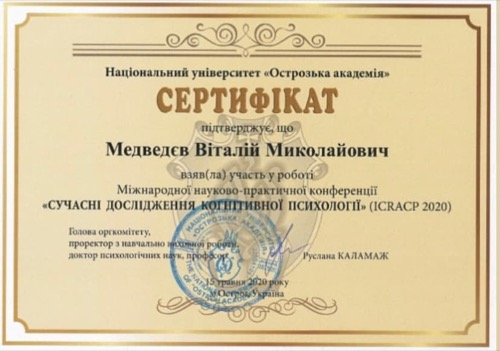 Національний університет «Острозька академія»
СЕРТИФІКАТ
підтверджує, що
Медведєв Віталій Миколайович
взяв(ла) участь у роботі
Міжнародної науково-практичної конференції
«СУЧАСНІ ДОСЛІДЖЕННЯ КОГНІТИВНОЇ ПСИХОЛОГІЇ» (ICRACP 2020)
Голова оргкомітету,
проректор з навчально виховної роботи,
доктор психологічних наук, професор
Руслана КАЛАМАЖ
15 травня 2020 року
м. Острог, Україна